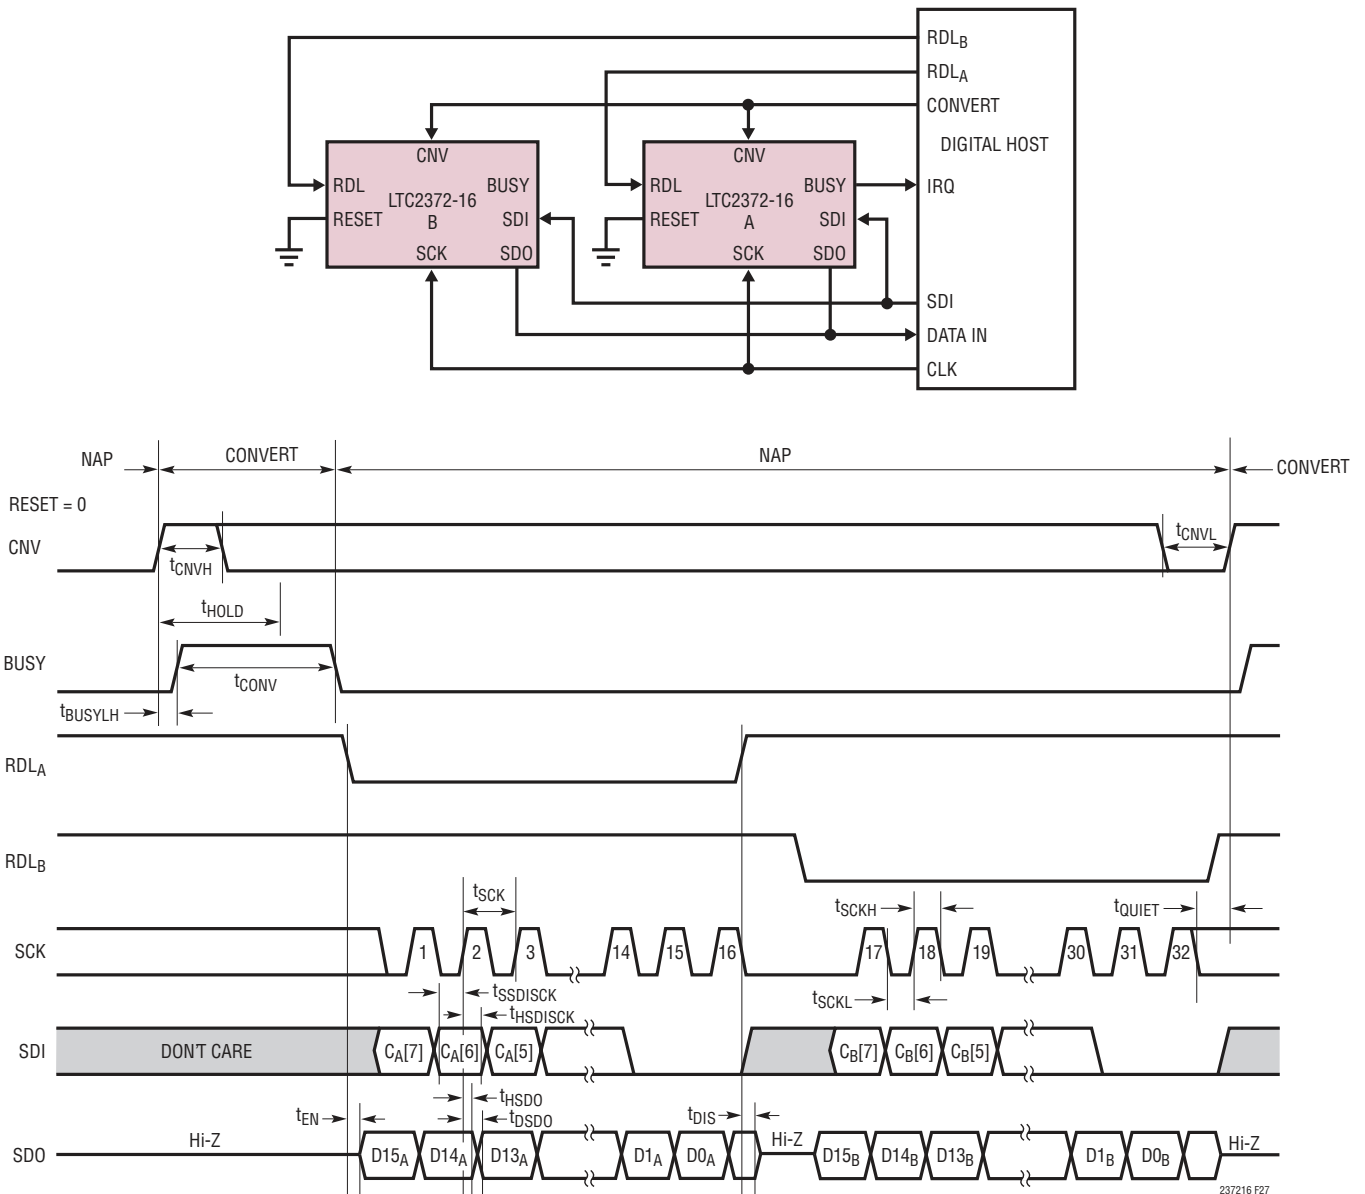 RDLB
RDLA
CONVERT
DIGITAL HOST
CNV
RDL
BUSY
LTC2372-16
RESET
B
SDI
SCK
SDO
CNV
RDL
BUSY
LTC2372-16
RESET
A
SDI
SCK
SDO
IRQ
SDI
DATA IN
CLK
NAP
CONVERT
NAP
CONVERT
RESET = 0
CNV
tCNVH
tCNVL
tHOLD
BUSY
tCONV
tBUSYLH
RDLA
RDLB
tSCK
tSCKH
tQUIET
SCK
1 2 3 14 15 16 17 18 19 30 31 32
tSSDISCK
tSCKL
tHSDISCK
SDI
DON'T CARE
CA[7] CA[6] CA[5] CB[7] CB[6] CB[5]
tHSDO
tEN
tDSDO
tDIS
SDO
Hi-Z D15A D14A D13A D1A D0A Hi-Z D15B D14B D13B D1B D0B Hi-Z
237216 F27